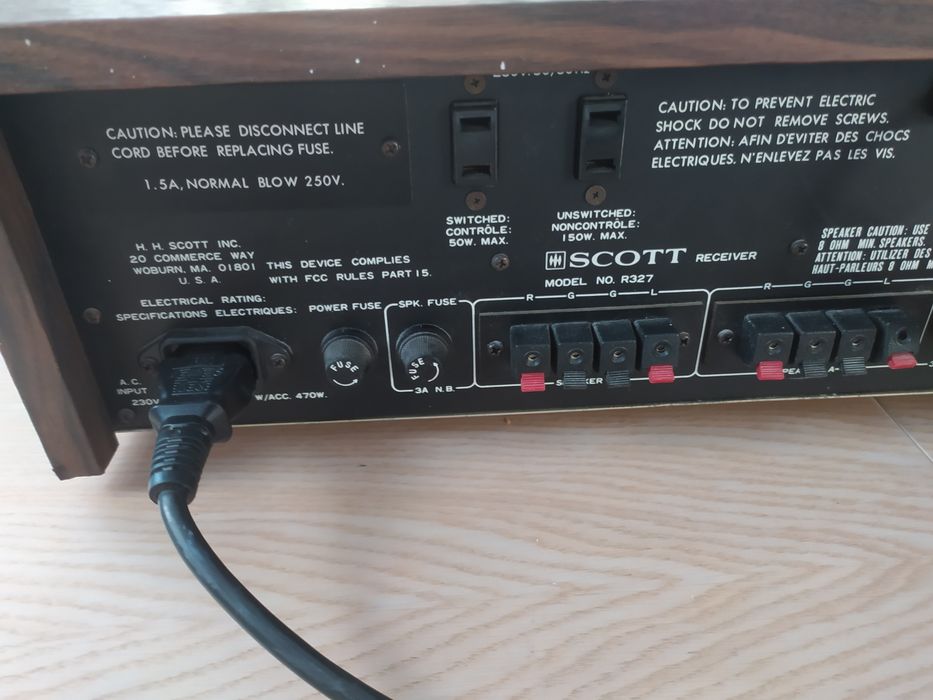 CAUTION: PLEASE DISCONNECT LINE
CORD BEFORE REPLACING FUSE.
1.5A, NORMAL BLOW 250V.
H. H. SCOTT INC.
20 COMMERCE WAY
WOBURN. MA. 01801
U. S. A.
THIS DEVICE COMPLIES
WITH FCC RULES PART 15.
ELECTRICAL RATING:
SPECIFICATIONS ELECTRIQUES:
A.C.
INPUT
230V
W/ACC. 470W.
POWER FUSE
FUSE
SPK. FUSE
FUSE
3A N.B.
SWITCHED:
CONTRÔLE:
50W. MAX.
UNSWITCHED:
NONCONTRÔLE:
150W. MAX.
CAUTION: TO PREVENT ELECTRIC
SHOCK DO NOT REMOVE SCREWS.
ATTENTION: AFIN D'EVITER DES CHOCS
ELECTRIQUES. N'ENLEVEZ PAS LES VIS.
SCOTT RECEIVER
MODEL NO. R327
SPEAKER CAUTION: USE
8 OHM MIN. SPEAKERS.
ATTENTION: UTILIZER DES
HAUT-PARLEURS 8 OHM
R G G L
R G G L